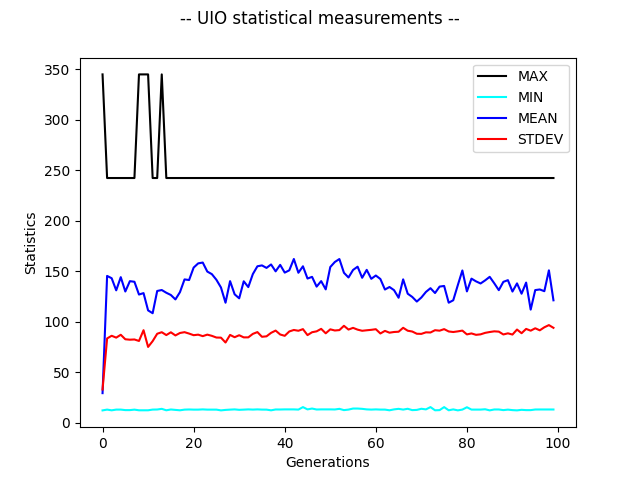 -- UIO statistical measurements --
350
300
250
200
150
100
50
0
Statistics
MAX
MIN
MEAN
STDEV
0 20 40 60 80 100
Generations